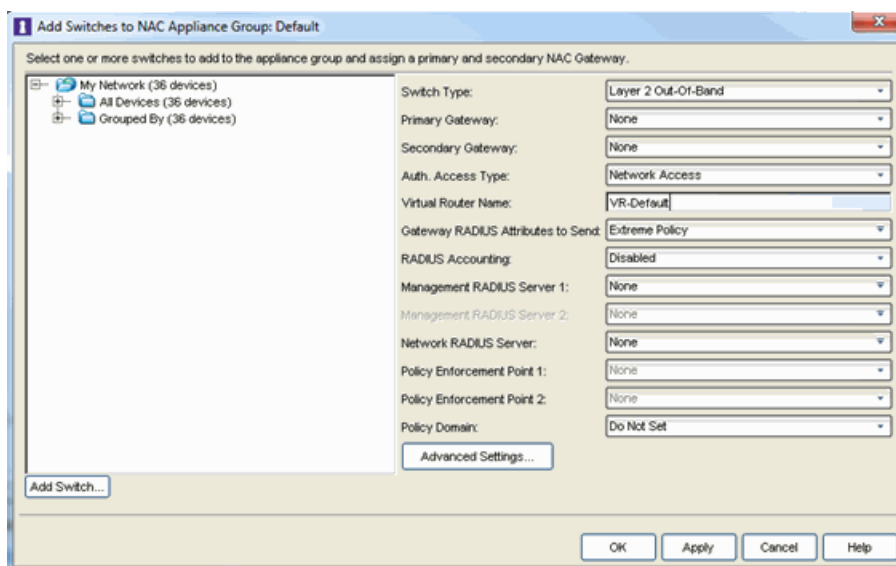 Add Switches to NAC Appliance Group: Default
Select one or more switches to add to the appliance group and assign a primary and secondary NAC Gateway.
My Network (36 devices)
All Devices (36 devices)
Grouped By (36 devices)
Add Switch...
Switch Type: Layer 2 Out-Of-Band
Primary Gateway: None
Secondary Gateway: None
Auth. Access Type: Network Access
Virtual Router Name: VR-Default
Gateway RADIUS Attributes to Send: Extreme Policy
RADIUS Accounting: Disabled
Management RADIUS Server 1: None
Management RADIUS Server 2: None
Network RADIUS Server: None
Policy Enforcement Point 1: None
Policy Enforcement Point 2: None
Policy Domain: Do Not Set
Advanced Settings...
OK Apply Cancel Help